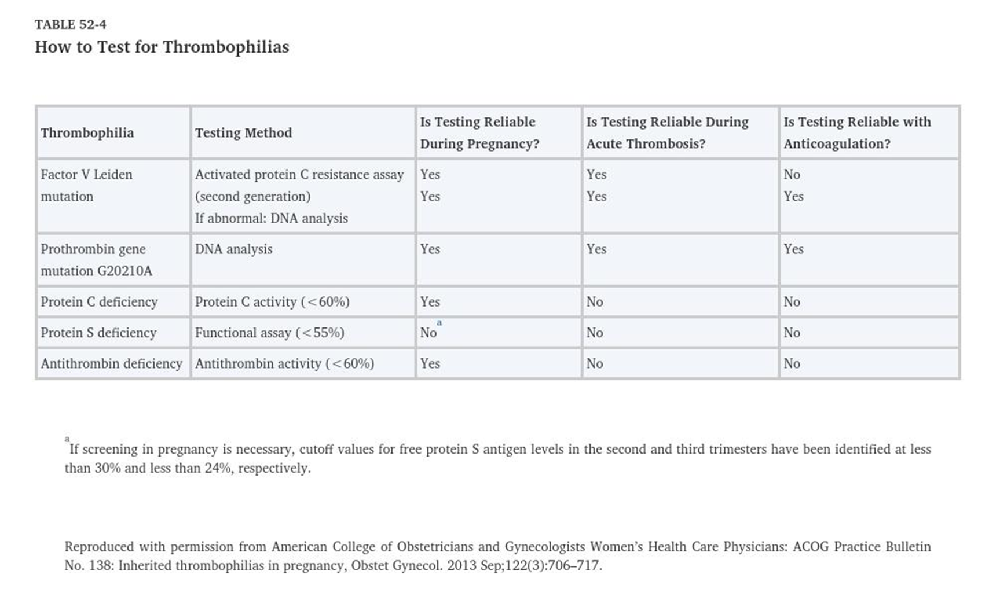 TABLE 52-4
How to Test for Thrombophilias
Thrombophilia
Testing Method
Is Testing Reliable
During Pregnancy?
Is Testing Reliable During
Acute Thrombosis?
Is Testing Reliable with
Anticoagulation?
Factor V Leiden
mutation
Activated protein C resistance assay
(second generation)
If abnormal: DNA analysis
Yes
Yes
Yes
Yes
No
Yes
Prothrombin gene
mutation G20210A
DNA analysis
Yes
Yes
Yes
Protein C deficiency
Protein C activity (<60%)
Yes
No
No
Protein S deficiency
Functional assay (<55%)
No a
No
No
Antithrombin deficiency
Antithrombin activity (<60%)
Yes
No
No
a If screening in pregnancy is necessary, cutoff values for free protein S antigen levels in the second and third trimesters have been identified at less
than 30% and less than 24%, respectively.
Reproduced with permission from American College of Obstetricians and Gynecologists Women’s Health Care Physicians: ACOG Practice Bulletin
No. 138: Inherited thrombophilias in pregnancy, Obstet Gynecol. 2013 Sep;122(3):706–717.